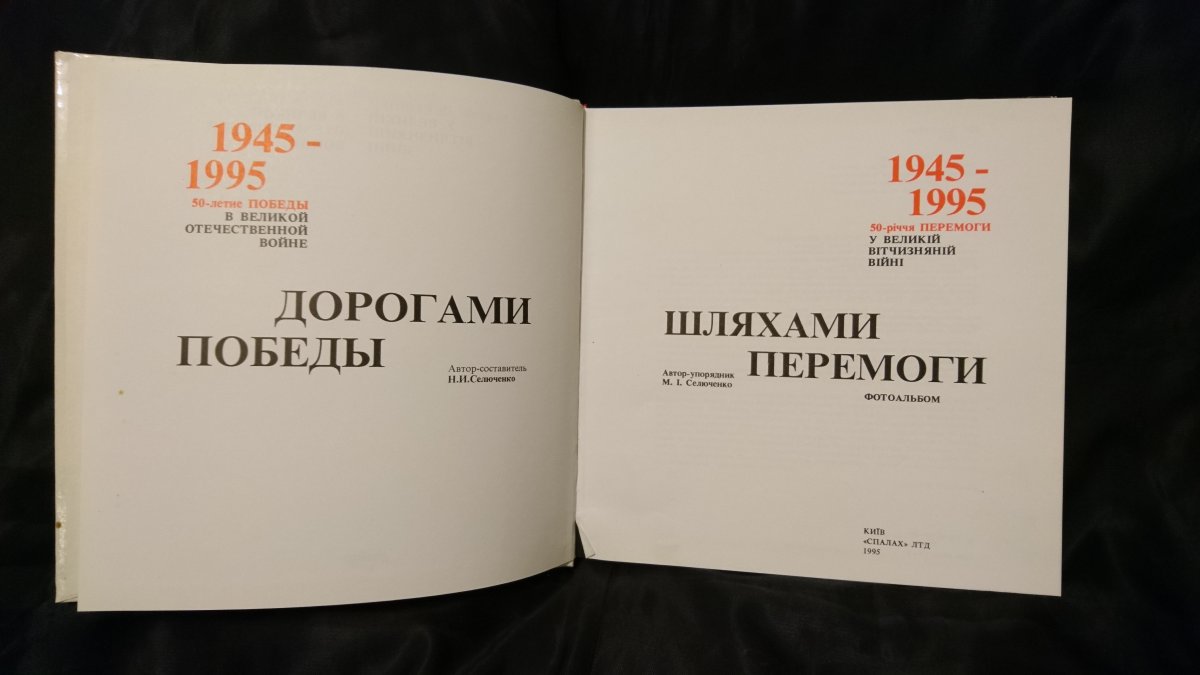 1945 -
1995
50-летие ПОБЕДЫ
В ВЕЛИКОЙ
ОТЕЧЕСТВЕННОЙ
ВОЙНЕ
ДОРОГАМИ
ПОБЕДЫ
Автор-составитель
Н.И.Селюченко
1945 -
1995
50-річчя ПЕРЕМОГИ
У ВЕЛИКІЙ
ВІТЧИЗНЯНІЙ
ВІЙНІ
ШЛЯХАМИ
ПЕРЕМОГИ
Автор-упорядник
М. І. Селюченко
ФОТОАЛЬБОМ
КИЇВ
«СПАЛАХ» ЛТД
1995